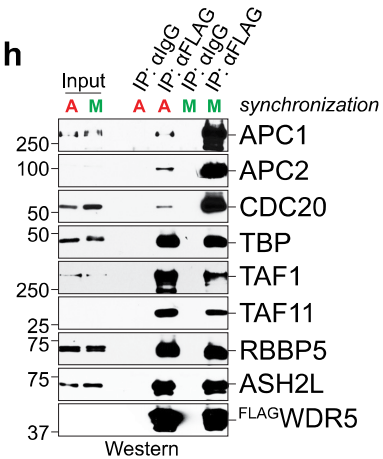 h
Input
IP: αIgG
IP: αFLAG
IP: αIgG
IP: αFLAG
A M A A M M synchronization
250 APC1
100 APC2
50 CDC20
50 TBP
250 TAF1
25 TAF11
75 RBBP5
75 ASH2L
37 FLAGWDR5
Western